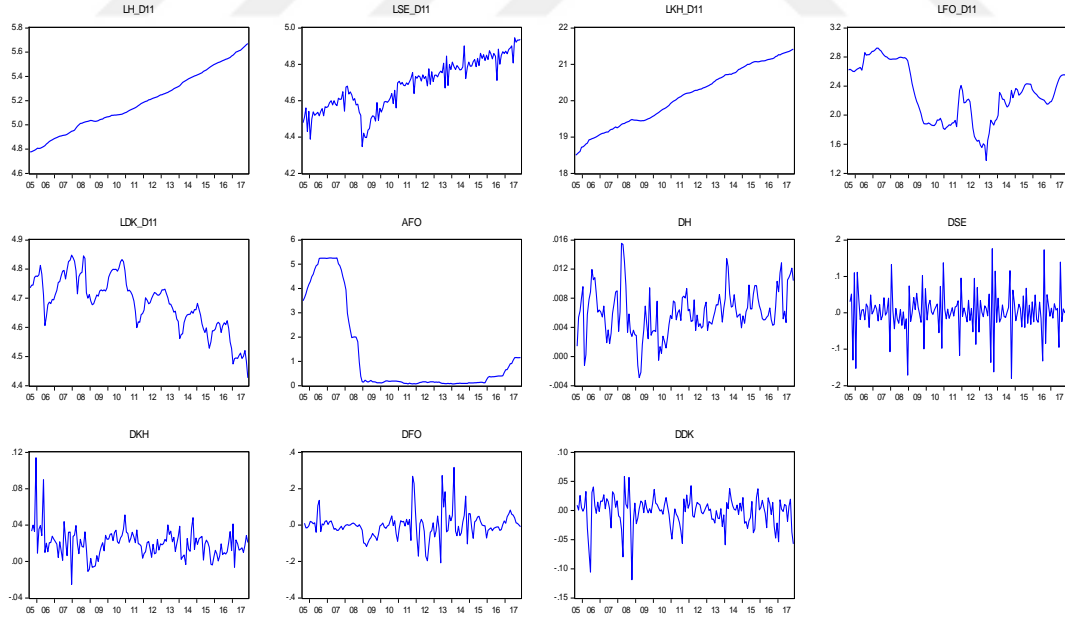 LH_D11
5.8
5.6
5.4
5.2
5.0
4.8
4.6
05 06 07 08 09 10 11 12 13 14 15 16 17
LSE_D11
5.0
4.8
4.6
4.4
4.2
05 06 07 08 09 10 11 12 13 14 15 16 17
LKH_D11
22
21
20
19
18
05 06 07 08 09 10 11 12 13 14 15 16 17
LFO_D11
3.2
2.8
2.4
2.0
1.6
1.2
05 06 07 08 09 10 11 12 13 14 15 16 17
LDK_D11
4.9
4.8
4.7
4.6
4.5
4.4
05 06 07 08 09 10 11 12 13 14 15 16 17
AFO
6
5
4
3
2
1
0
05 06 07 08 09 10 11 12 13 14 15 16 17
DH
.016
.012
.008
.004
.000
-.004
05 06 07 08 09 10 11 12 13 14 15 16 17
DSE
.2
.1
.0
-.1
-.2
05 06 07 08 09 10 11 12 13 14 15 16 17
DKH
.12
.08
.04
.00
-.04
05 06 07 08 09 10 11 12 13 14 15 16 17
DFO
.4
.2
.0
-.2
-.4
05 06 07 08 09 10 11 12 13 14 15 16 17
DDK
.10
.05
.00
-.05
-.10
-.15
05 06 07 08 09 10 11 12 13 14 15 16 17